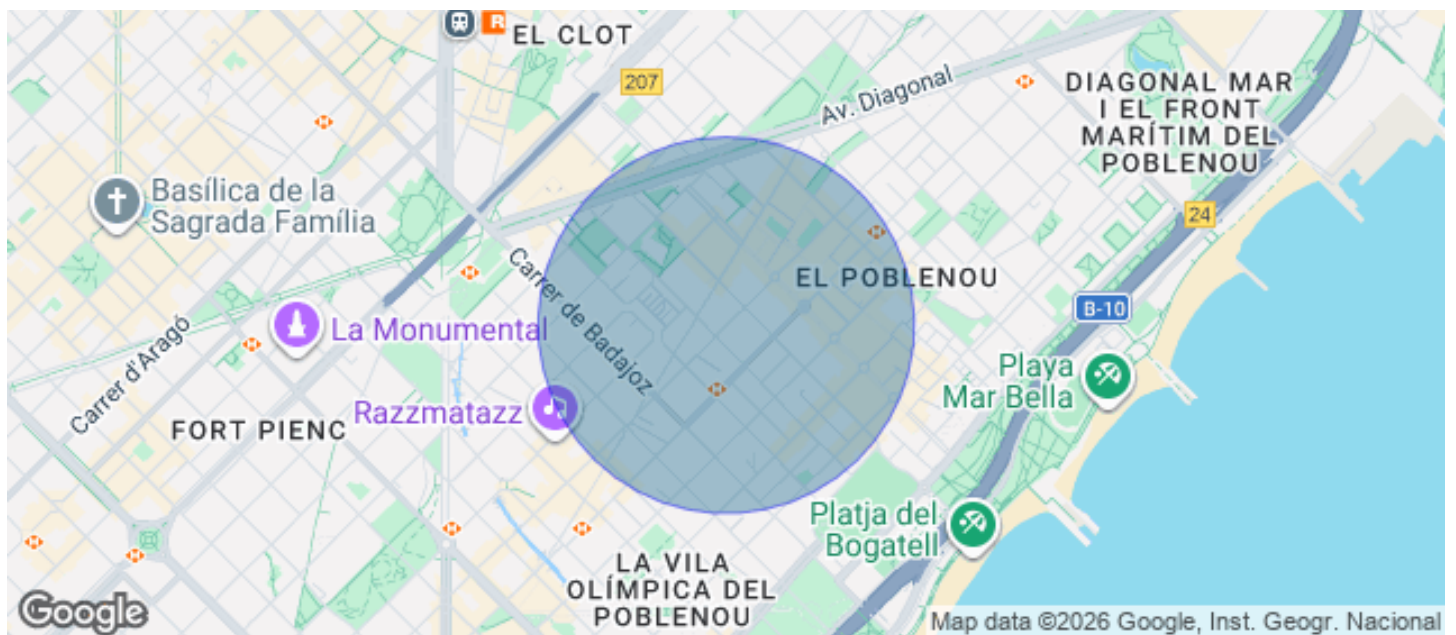 R
EL CLOT
207
Av. Diagonal
DIAGONAL MAR
I EL FRONT
MARÍTIM DEL
POBLENOU
Basílica de la
Sagrada Família
24
Carrer de Badajoz
EL POBLENOU
B-10
La Monumental
Carrer d'Aragó
Playa
Mar Bella
Razzmatazz
FORT PIENC
Platja del
Bogatell
LA VILA
OLÍMPICA DEL
POBLENOU
Google
Map data ©2026 Google, Inst. Geogr. Nacional